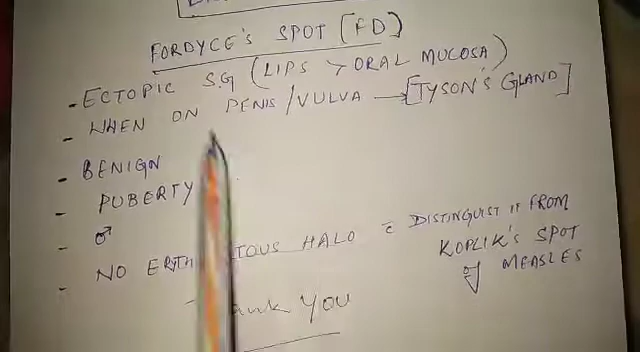 FORDYCE'S SPOT (FD)
- ECTOPIC S.G (LIPS > ORAL MUCOSA)
- WHEN ON PENIS/VULVA → [TYSON'S GLAND]
- BENIGN
- PUBERTY
- ♂
- NO ERYTH TOUS HALO c̄ DISTINGUIST IT FROM
KOPLIK'S SPOT
of MEASLES
ank YOU